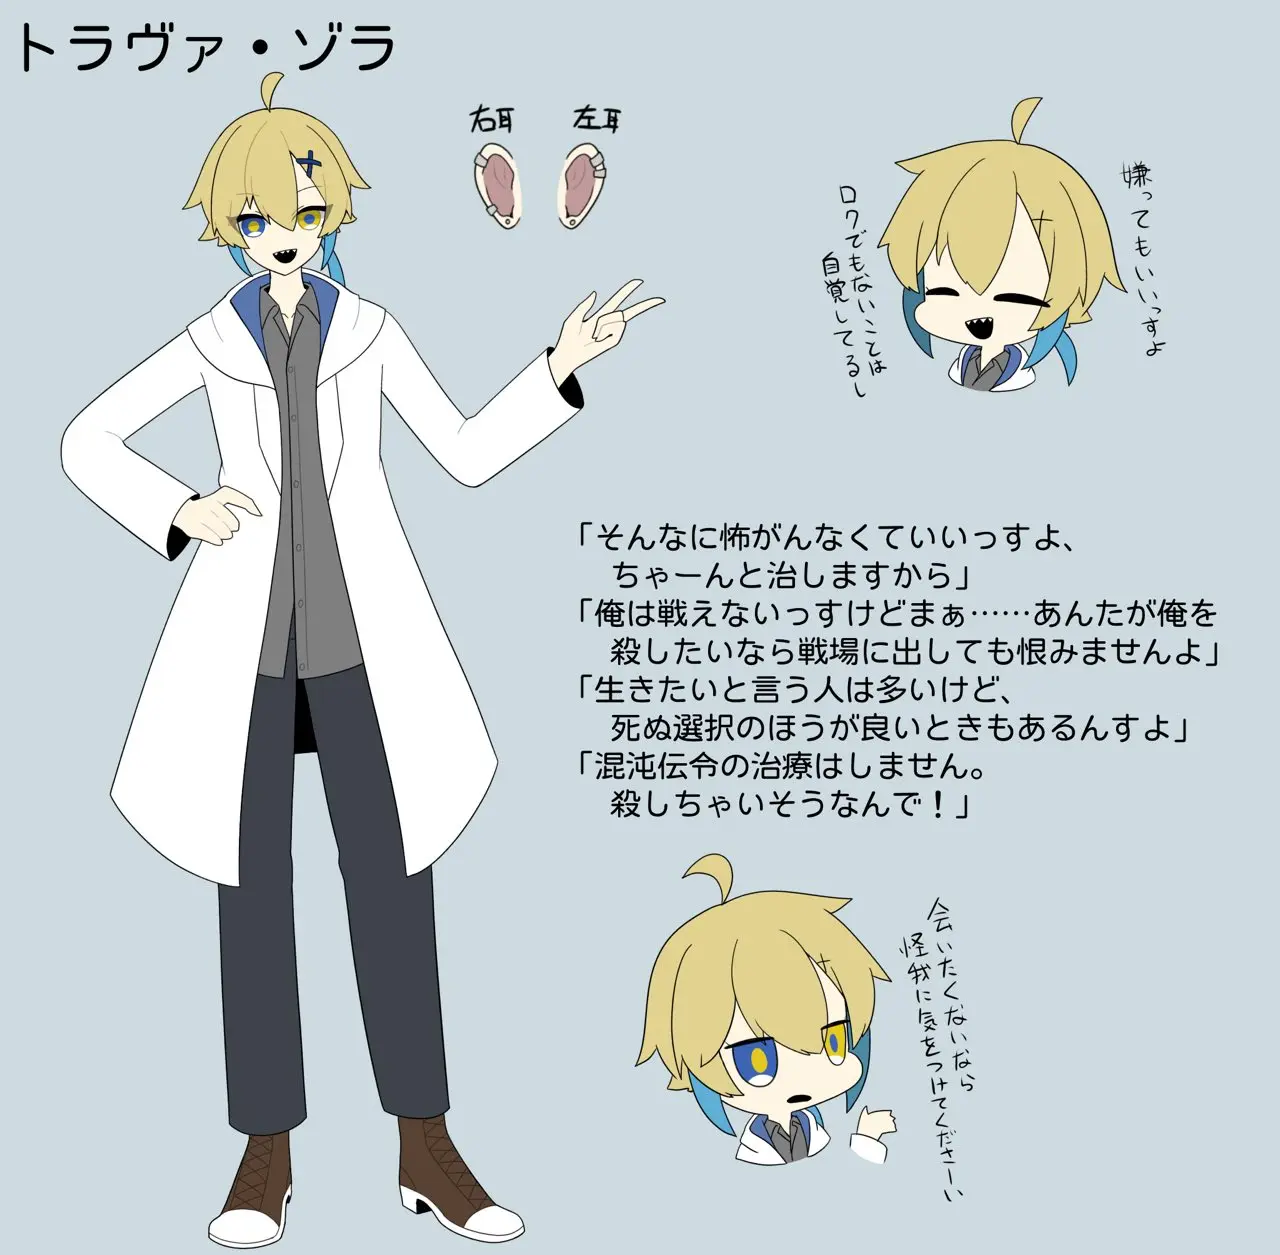 トラヴァ・ゾラ
右耳
左耳
嫌ってもいいっすよ
ロクでもないことは
自覚してるし
「そんなに怖がんなくていいっすよ、
ちゃーんと治しますから」
「俺は戦えないっすけどまぁ……あんたが俺を
殺したいなら戦場に出しても恨みませんよ」
「生きたいと言う人は多いけど、
死ぬ選択のほうが良いときもあるんすよ」
「混沌伝令の治療はしません。
殺しちゃいそうなんで！」
会いたくないなら
怪我に気をつけてくださーい